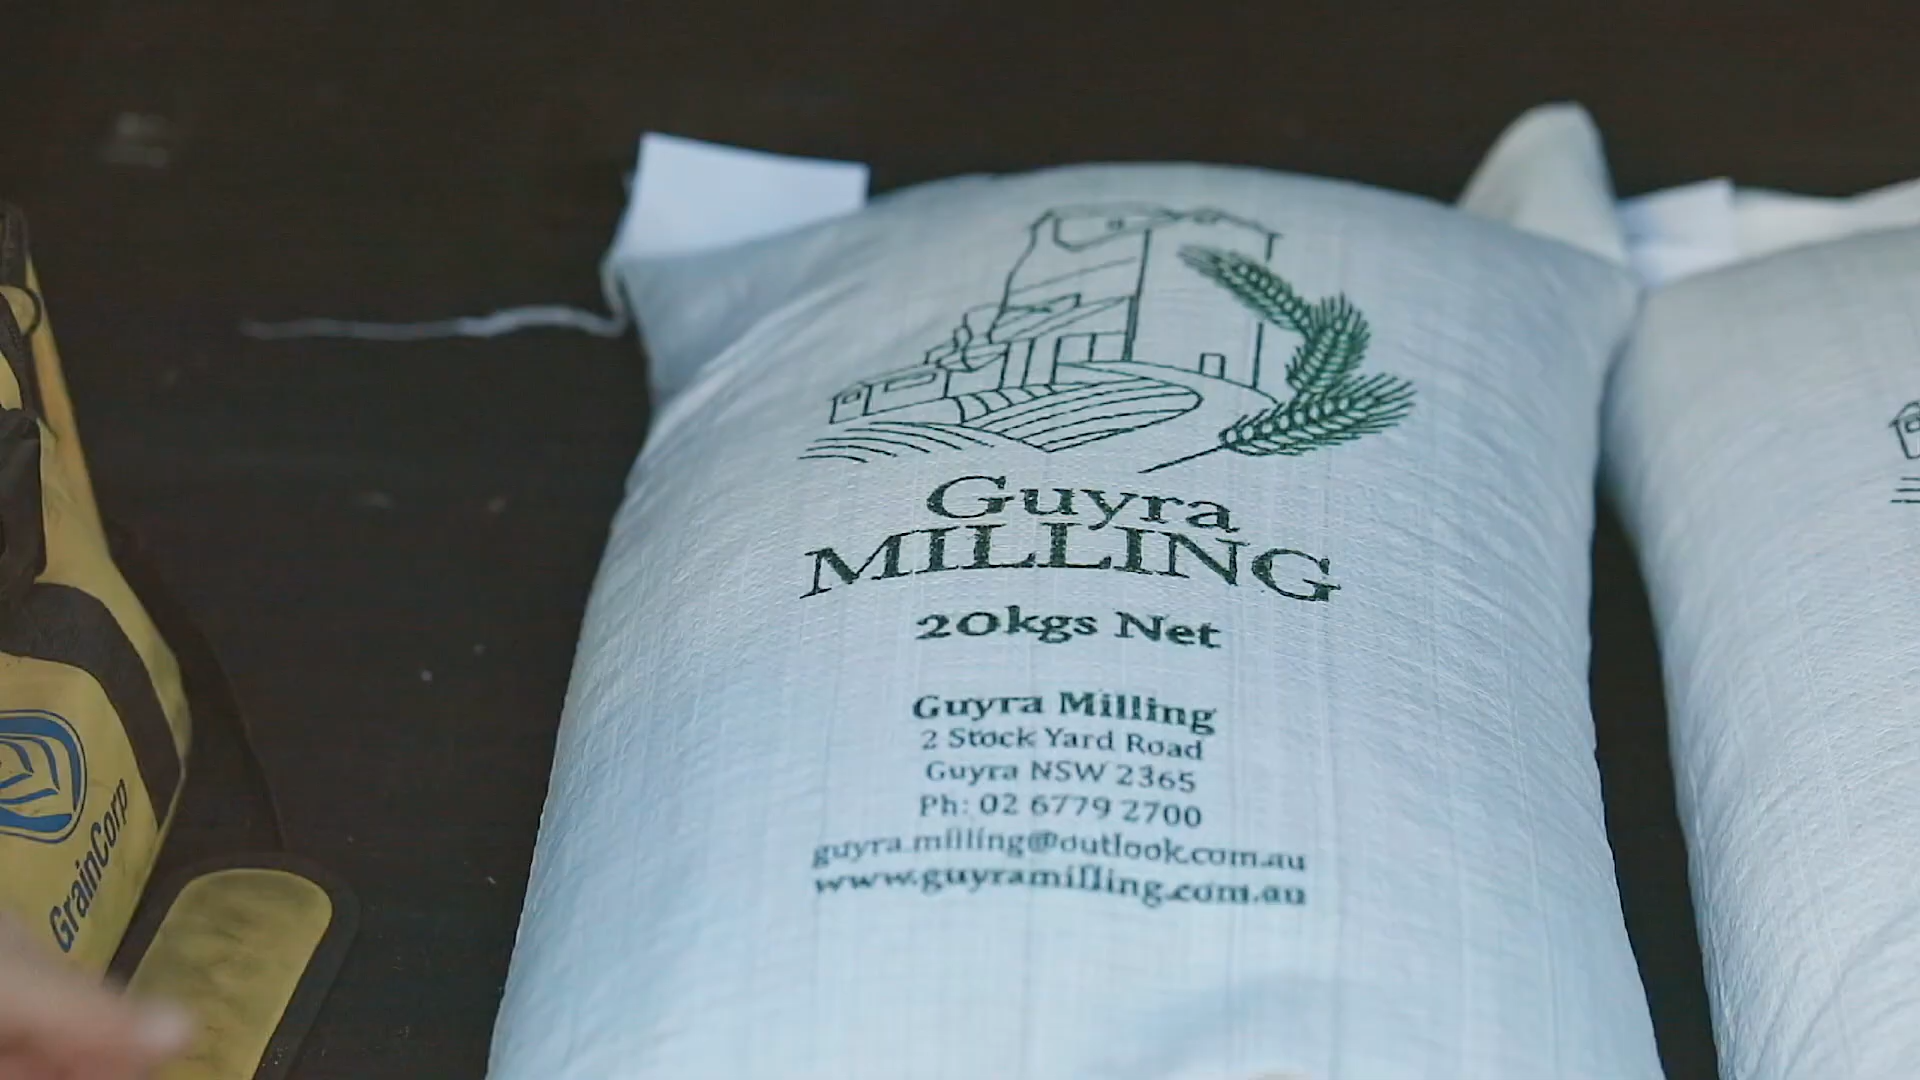 Guyra
MILLING
20kgs Net
Guyra Milling
2 Stock Yard Road
Guyra NSW 2365
Ph: 02 6779 2700
guyra.milling@outlook.com.au
www.guyramilling.com.au
GrainCorp